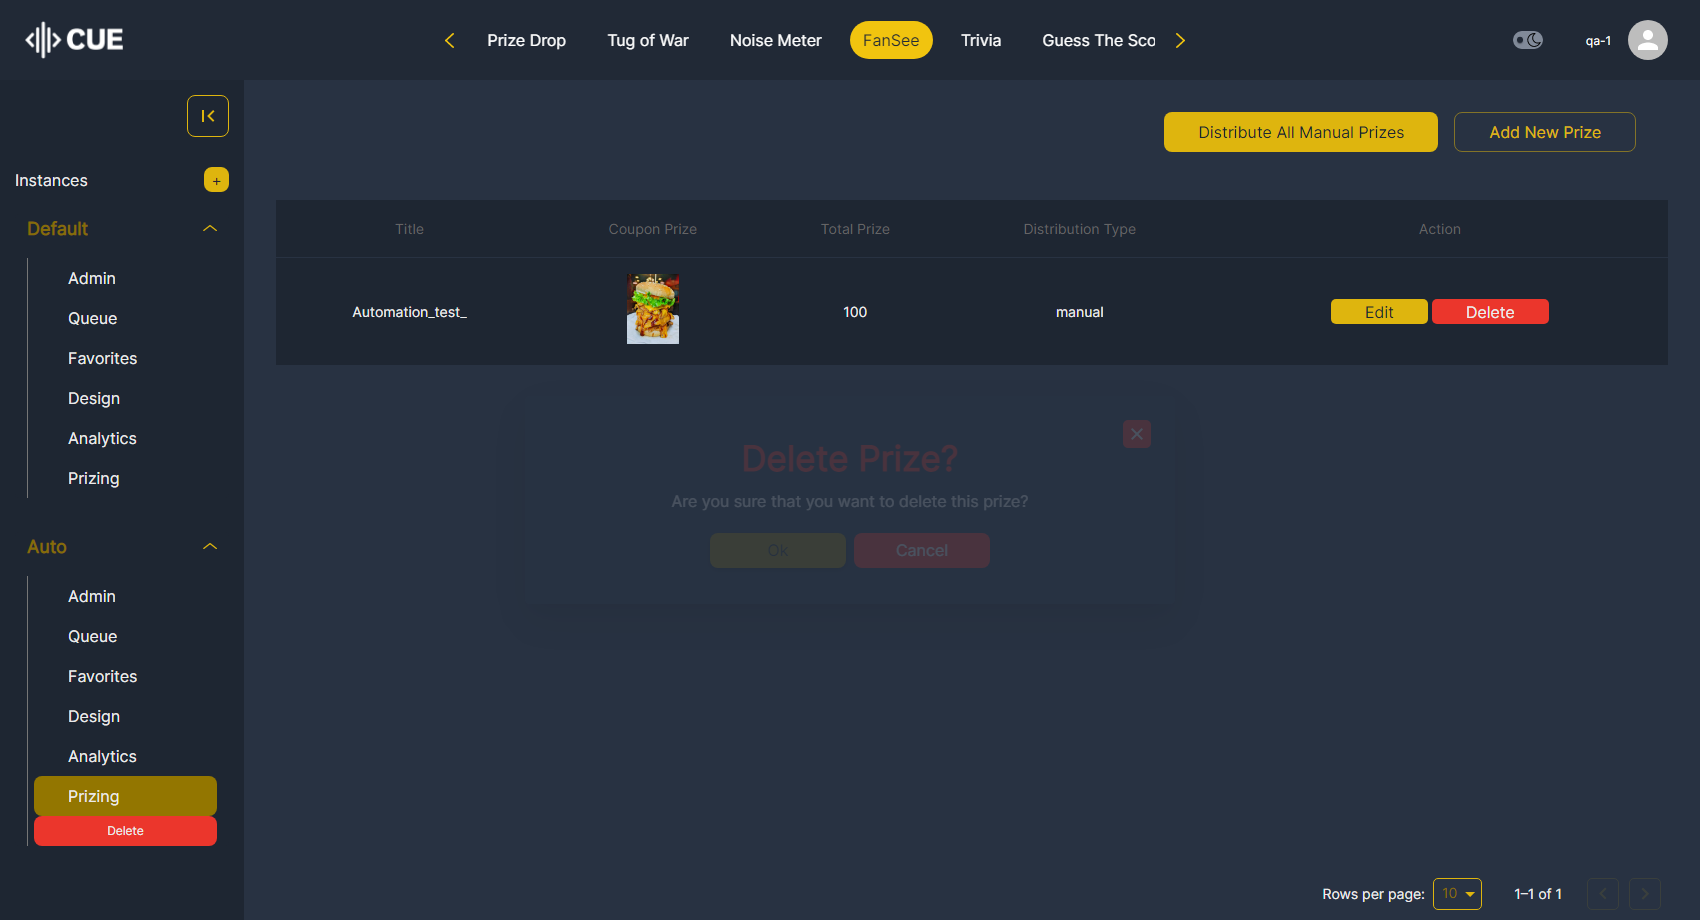 CUE
Prize Drop Tug of War Noise Meter FanSee Trivia Guess The Sco
qa-1
Instances
+
Default
Admin
Queue
Favorites
Design
Analytics
Prizing
Auto
Admin
Queue
Favorites
Design
Analytics
Prizing
Delete
Distribute All Manual Prizes Add New Prize
Title Coupon Prize Total Prize Distribution Type Action
Automation_test_ 100 manual Edit Delete
Delete Prize?
Are you sure that you want to delete this prize?
Ok Cancel
Rows per page: 10 1–1 of 1